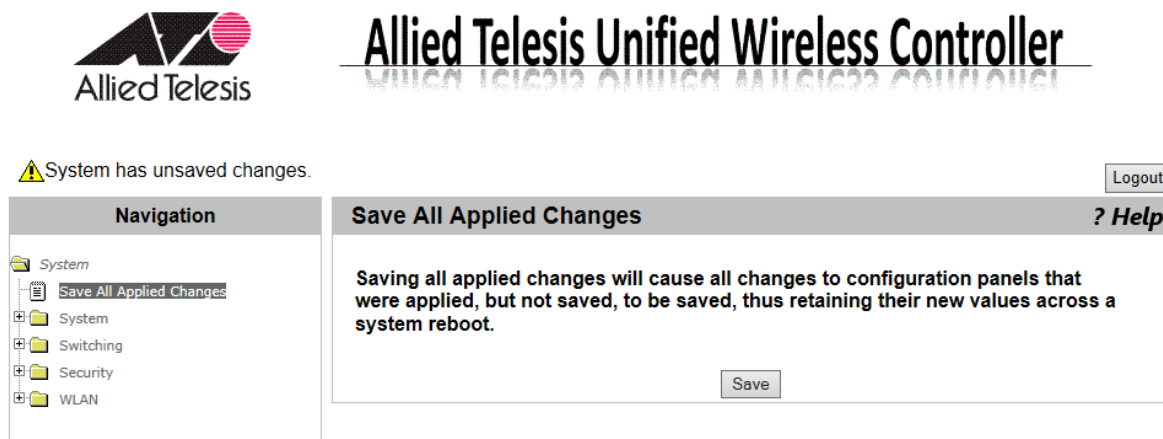 Allied Telesis
Allied Telesis Unified Wireless Controller
System has unsaved changes.
Logout
Navigation
Save All Applied Changes
? Help
System
Save All Applied Changes
System
Switching
Security
WLAN
Saving all applied changes will cause all changes to configuration panels that
were applied, but not saved, to be saved, thus retaining their new values across a
system reboot.
Save